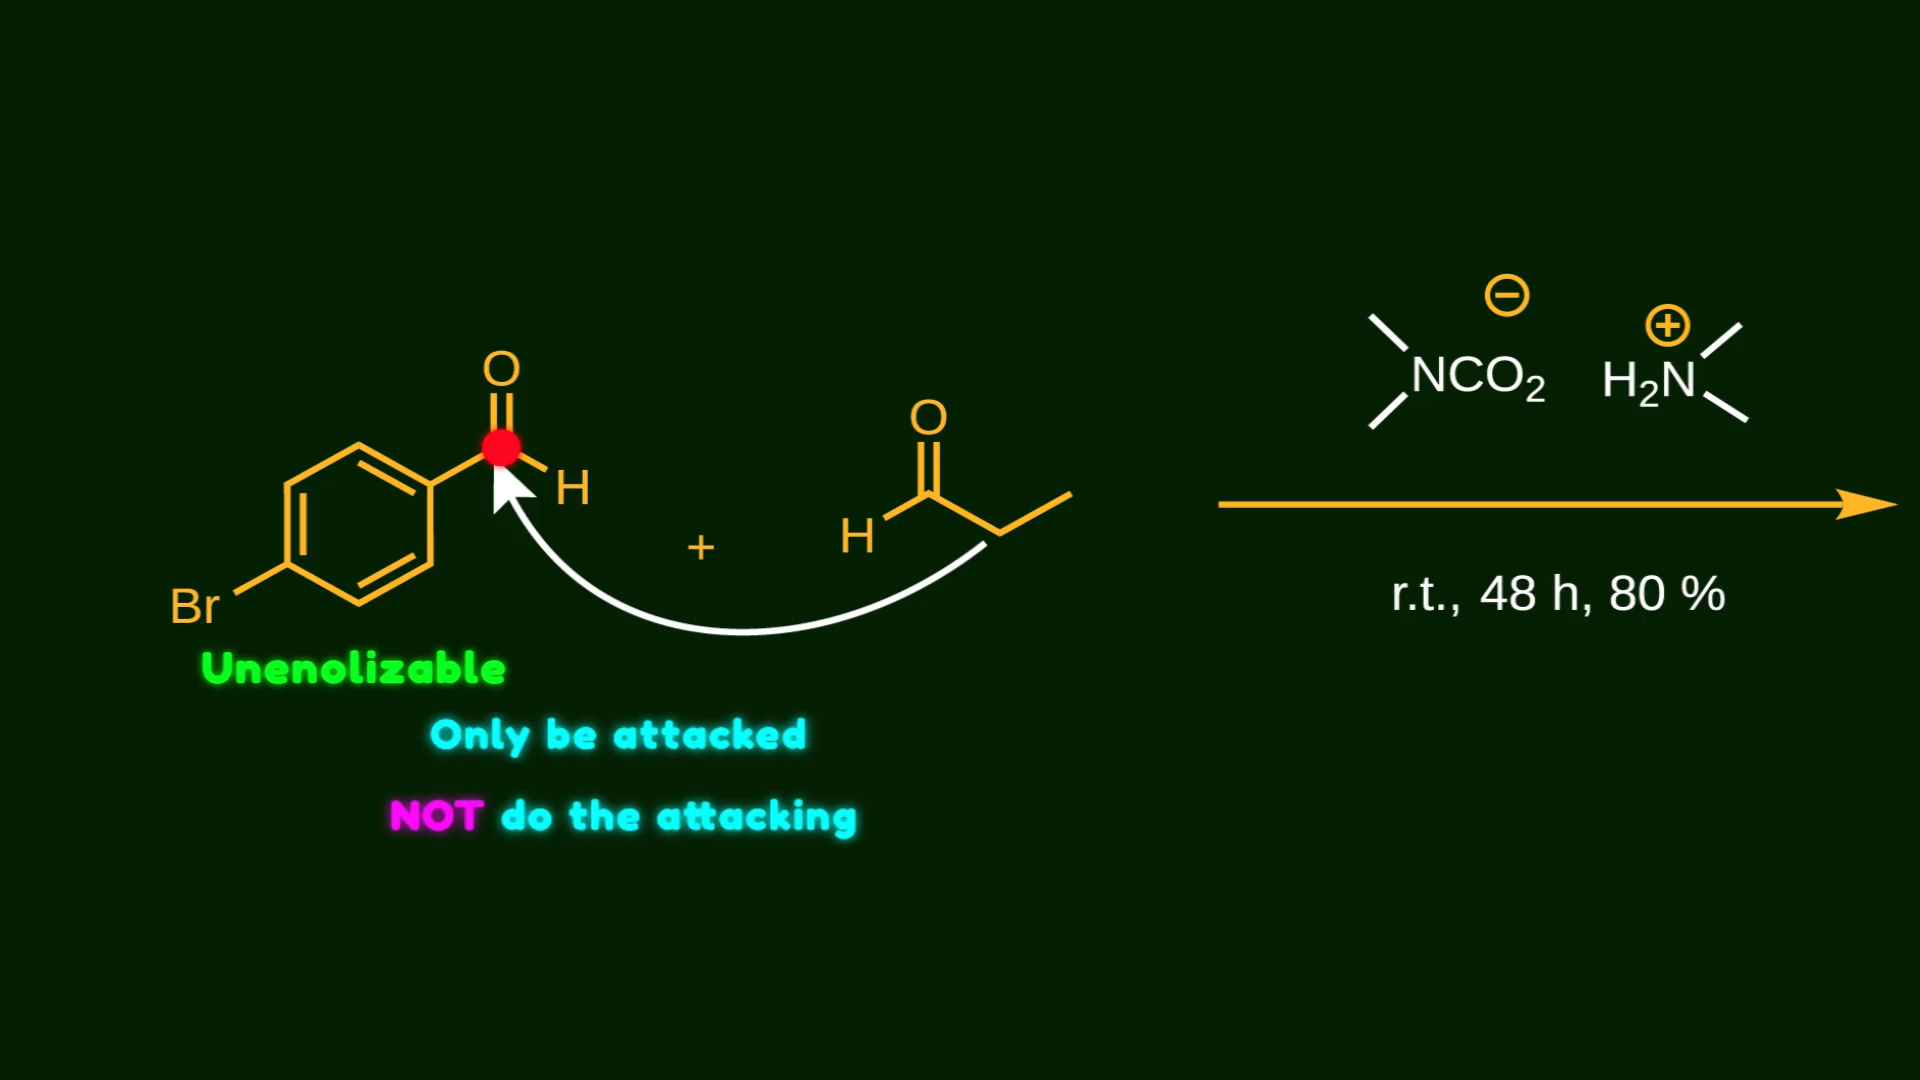 O
H
Br
+
O
H
⊖
NCO₂
⊕
H₂N
r.t., 48 h, 80 %
Unenolizable
Only be attacked
NOT do the attacking